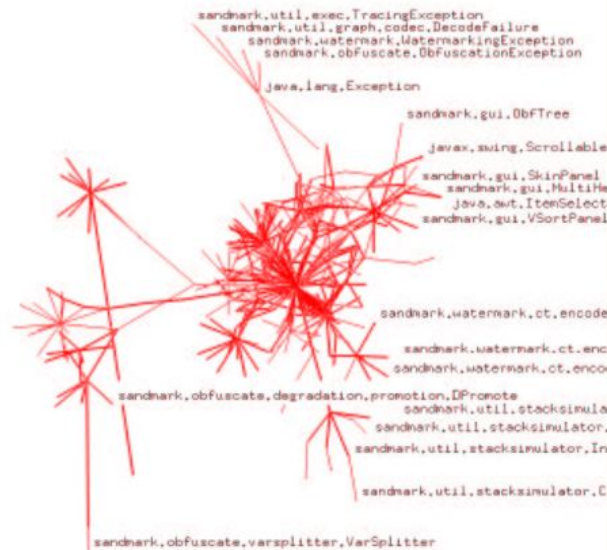 sandmark.util.exec.TracingException
sandmark.util.graph.codec.DecodeFailure
sandmark.watermark.WatermarkingException
sandmark.obfuscate.ObfuscationException
java.lang.Exception
sandmark.gui.ObfTree
javax.swing.Scrollable
sandmark.gui.SkinPanel
sandmark.gui.MultiHe
java.awt.ItemSelect
sandmark.gui.VSortPanel
sandmark.watermark.ct.encode
sandmark.watermark.ct.enc
sandmark.watermark.ct.encod
sandmark.obfuscate.degradation.promotion.DPromote
sandmark.util.stacksimula
sandmark.util.stacksimulator.
sandmark.util.stacksimulator.In
sandmark.util.stacksimulator.C
sandmark.obfuscate.varsplitter.VarSplitter